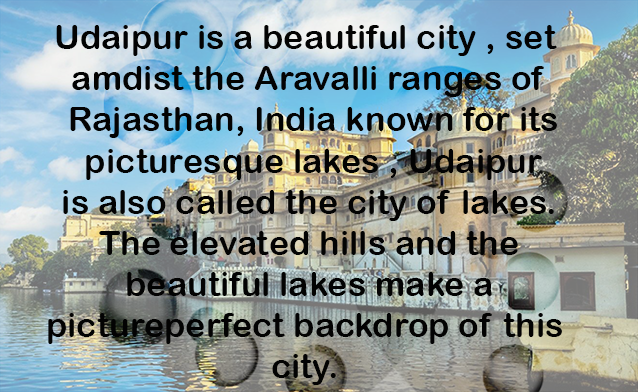 Udaipur is a beautiful city , set
amdist the Aravalli ranges of
Rajasthan, India known for its
picturesque lakes , Udaipur
is also called the city of lakes.
The elevated hills and the
beautiful lakes make a
pictureperfect backdrop of this
city.